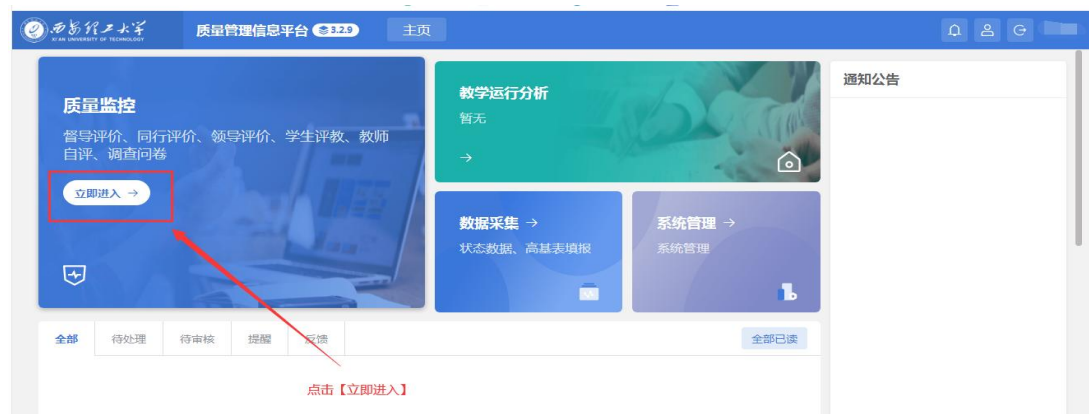 西安理工大学
XI'AN UNIVERSITY OF TECHNOLOGY
质量管理信息平台 3.2.9 主页
质量监控
督导评价、同行评价、领导评价、学生评教、教师
自评、调查问卷
立即进入 →
教学运行分析
暂无
→
数据采集 →
状态数据、高基表填报
系统管理 →
系统管理
通知公告
全部 待处理 待审核 提醒 反馈 全部已读
点击【立即进入】